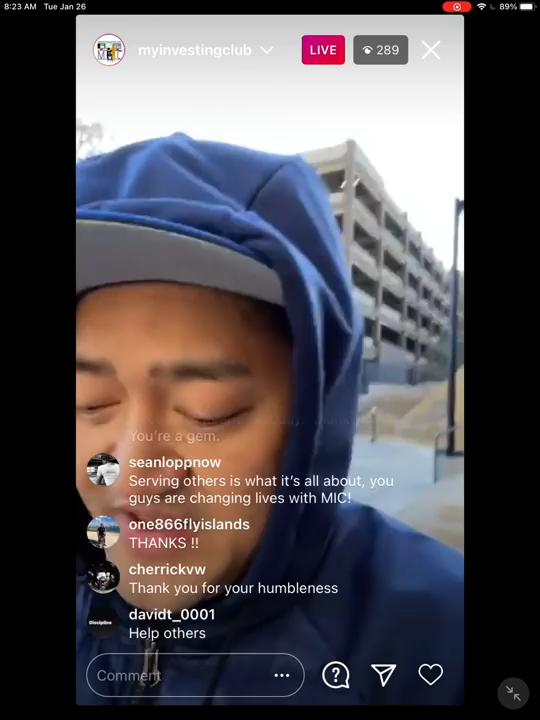 8:23 AM Tue Jan 26
89%
myinvestingclub
LIVE
289
You're a gem.
seanloppnow
Serving others is what it's all about, you
guys are changing lives with MIC!
one866flyislands
THANKS !!
cherrickvw
Thank you for your humbleness
davidt_0001
Discipline
Help others
Comment